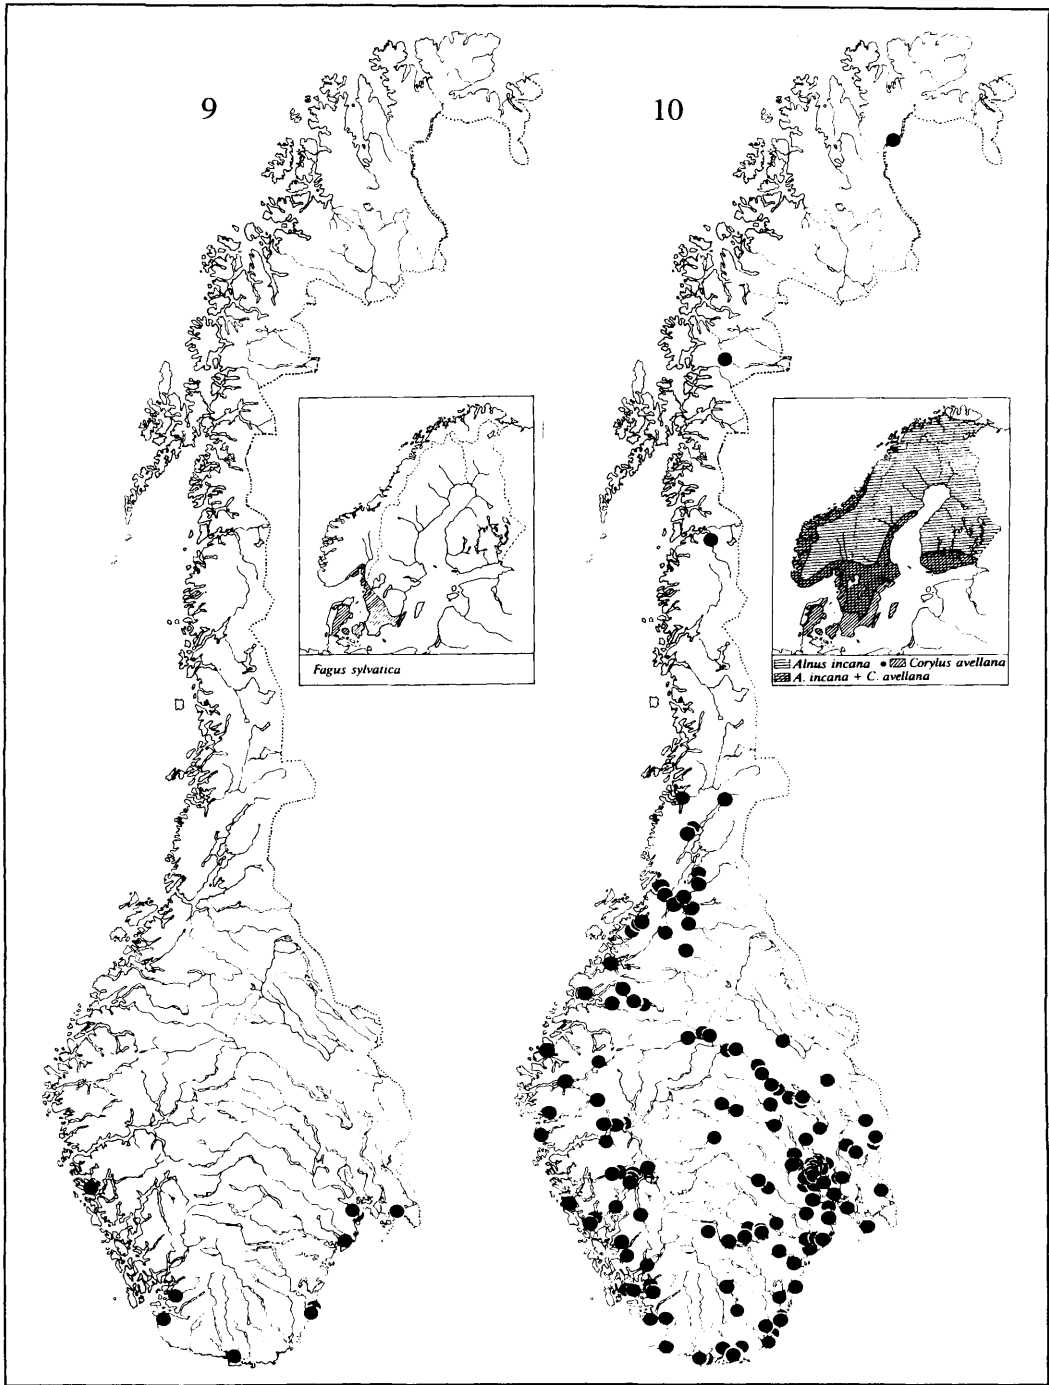 9
10
Fagus sylvatica
Alnus incana • Corylus avellana
A. incana + C. avellana